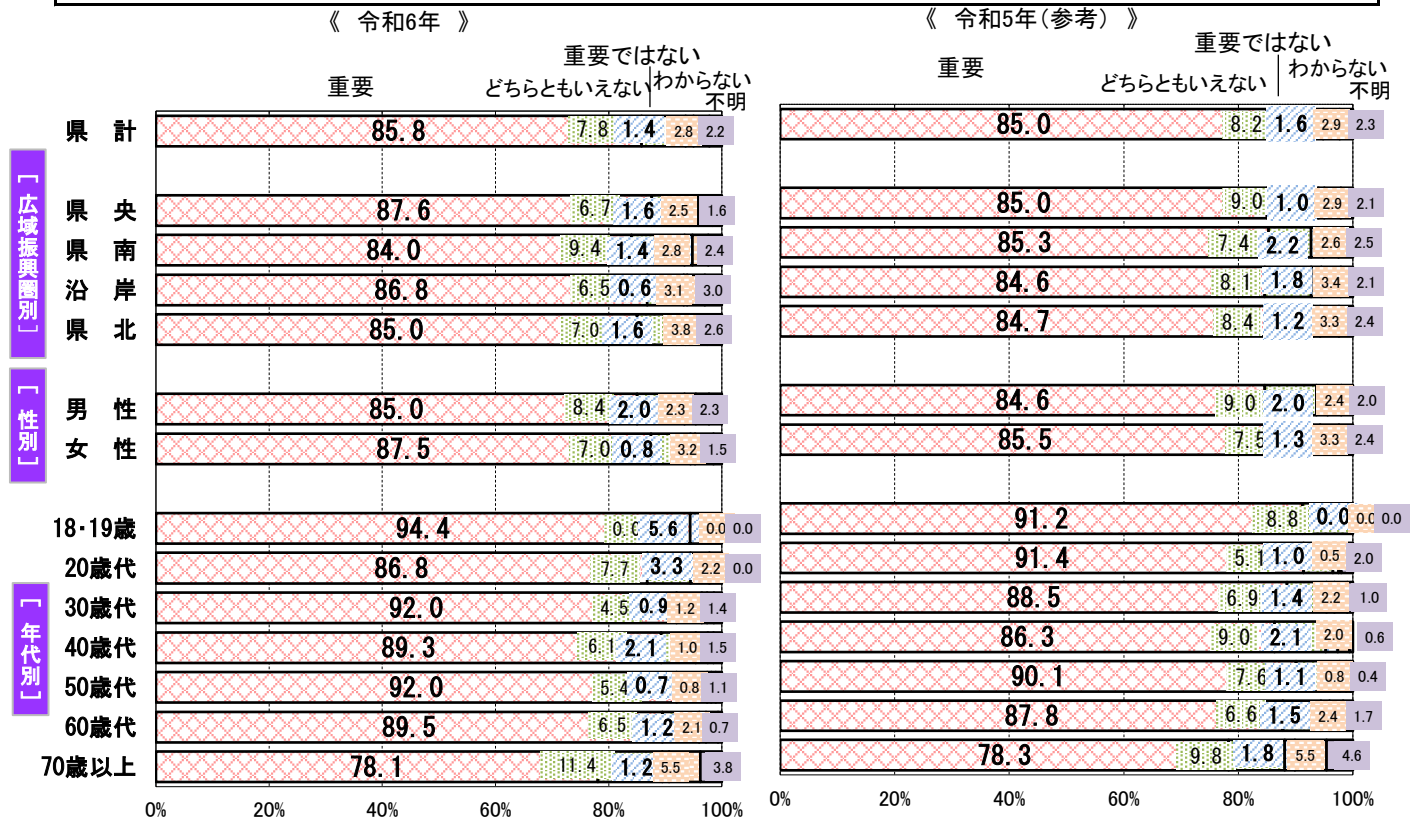 《 令和6年 》
重要 どちらともいえない 重要ではない わからない 不明
県 計 85.8 7.8 1.4 2.8 2.2
[ 広域振興圏別 ]
県 央 87.6 6.7 1.6 2.5 1.6
県 南 84.0 9.4 1.4 2.8 2.4
沿 岸 86.8 6.5 0.6 3.1 3.0
県 北 85.0 7.0 1.6 3.8 2.6
[ 性別 ]
男 性 85.0 8.4 2.0 2.3 2.3
女 性 87.5 7.0 0.8 3.2 1.5
18・19歳 94.4 0.0 5.6 0.0 0.0
20歳代 86.8 7.7 3.3 2.2 0.0
[ 年代別 ]
30歳代 92.0 4.5 0.9 1.2 1.4
40歳代 89.3 6.1 2.1 1.0 1.5
50歳代 92.0 5.4 0.7 0.8 1.1
60歳代 89.5 6.5 1.2 2.1 0.7
70歳以上 78.1 11.4 1.2 5.5 3.8
0% 20% 40% 60% 80% 100%
《 令和5年(参考) 》
重要 どちらともいえない 重要ではない わからない 不明
85.0 8.2 1.6 2.9 2.3
85.0 9.0 1.0 2.9 2.1
85.3 7.4 2.2 2.6 2.5
84.6 8.1 1.8 3.4 2.1
84.7 8.4 1.2 3.3 2.4
84.6 9.0 2.0 2.4 2.0
85.5 7.5 1.3 3.3 2.4
91.2 8.8 0.0 0.0 0.0
91.4 5.1 1.0 0.5 2.0
88.5 6.9 1.4 2.2 1.0
86.3 9.0 2.1 2.0 0.6
90.1 7.6 1.1 0.8 0.4
87.8 6.6 1.5 2.4 1.7
78.3 9.8 1.8 5.5 4.6
0% 20% 40% 60% 80% 100%